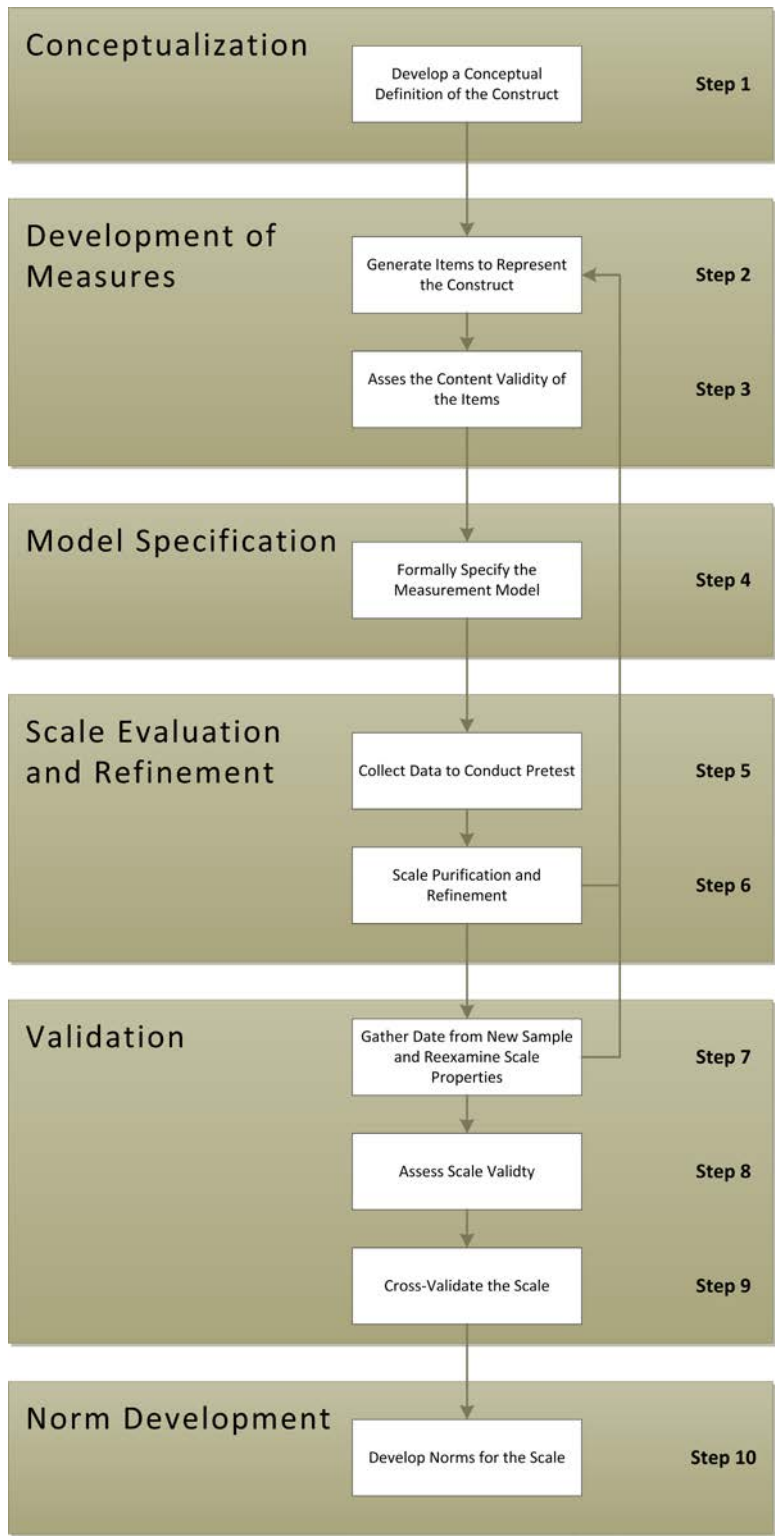 Conceptualization
Develop a Conceptual
Definition of the Construct
Step 1
Development of
Measures
Generate Items to Represent
the Construct
Step 2
Asses the Content Validity of
the Items
Step 3
Model Specification
Formally Specify the
Measurement Model
Step 4
Scale Evaluation
and Refinement
Collect Data to Conduct Pretest
Step 5
Scale Purification and
Refinement
Step 6
Validation
Gather Date from New Sample
and Reexamine Scale
Properties
Step 7
Assess Scale Validty
Step 8
Cross-Validate the Scale
Step 9
Norm Development
Develop Norms for the Scale
Step 10